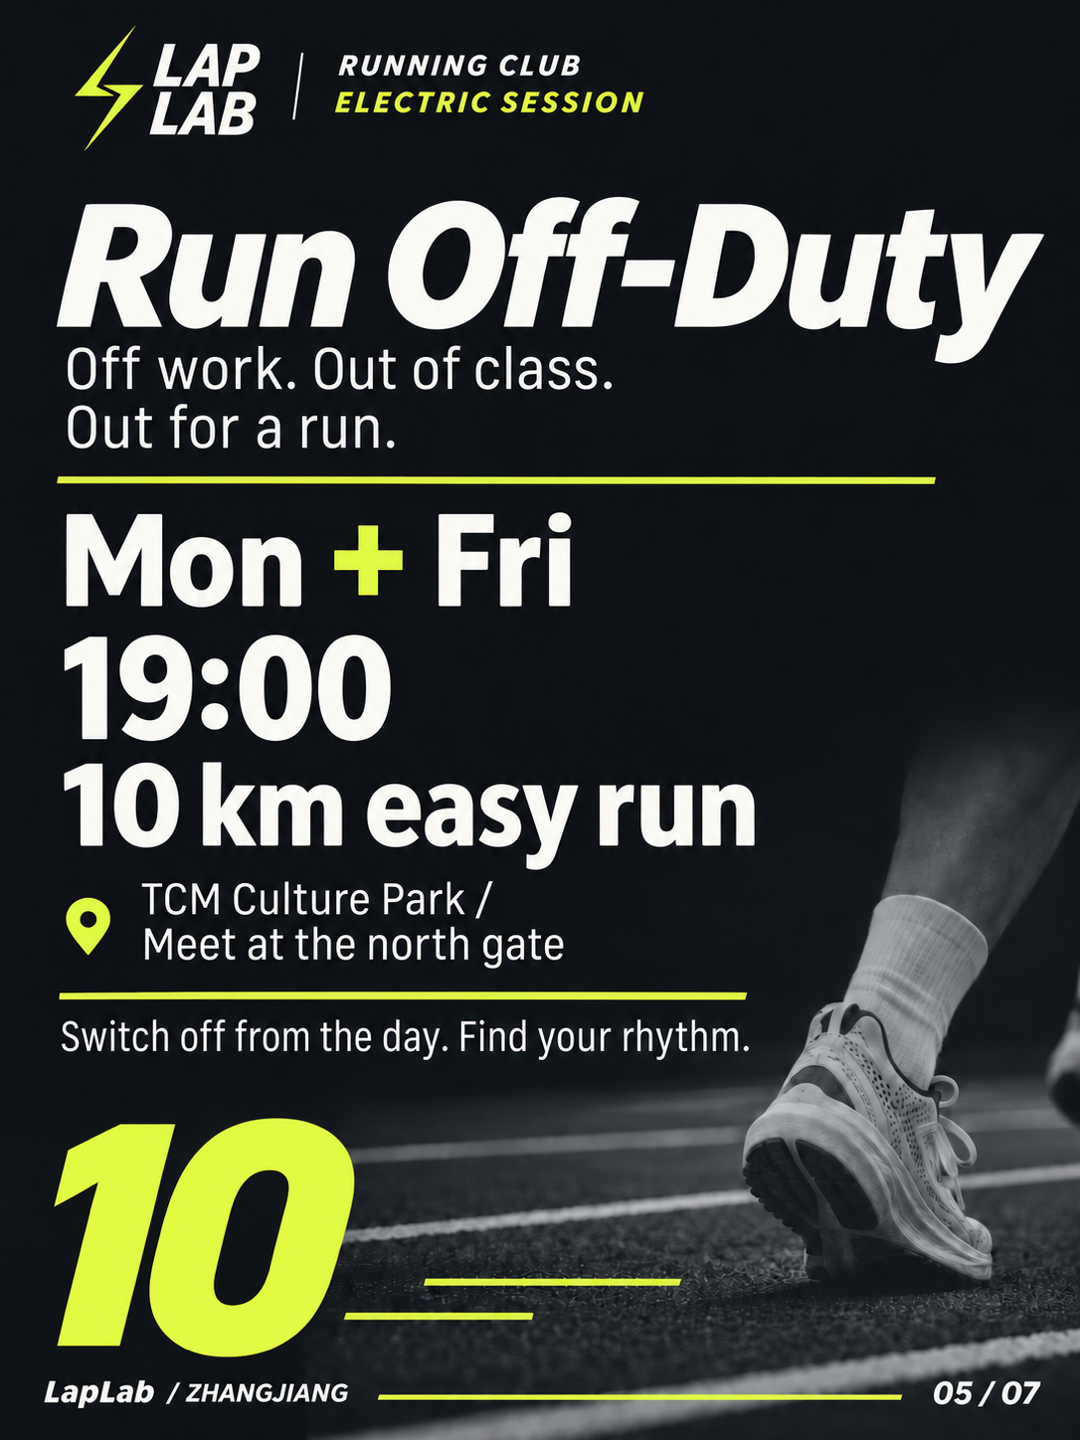 LAP
LAB
RUNNING CLUB
ELECTRIC SESSION
Run Off-Duty
Off work. Out of class.
Out for a run.
Mon + Fri
19:00
10 km easy run
TCM Culture Park /
Meet at the north gate
Switch off from the day. Find your rhythm.
10
LapLab / ZHANGJIANG
05 / 07